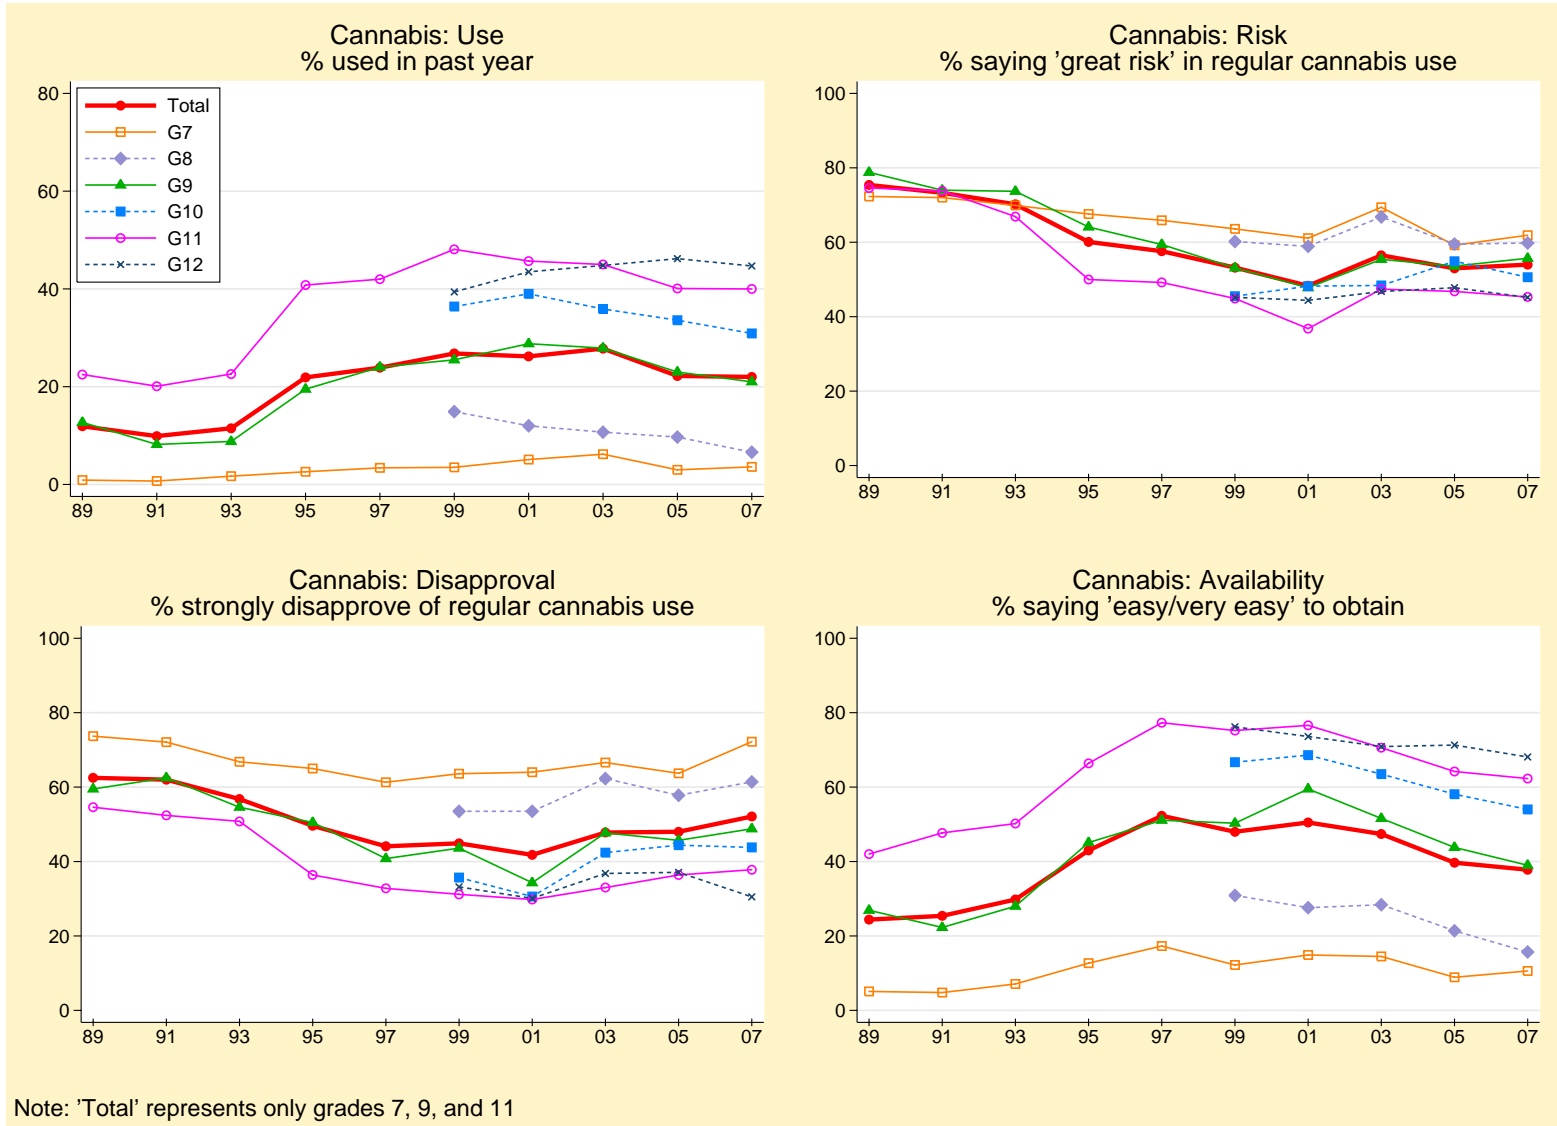 Cannabis: Use
% used in past year
80
60
40
20
0
Total
G7
G8
G9
G10
G11
G12
89 91 93 95 97 99 01 03 05 07
Cannabis: Risk
% saying ’great risk’ in regular cannabis use
100
80
60
40
20
0
89 91 93 95 97 99 01 03 05 07
Cannabis: Disapproval
% strongly disapprove of regular cannabis use
100
80
60
40
20
0
89 91 93 95 97 99 01 03 05 07
Cannabis: Availability
% saying ’easy/very easy’ to obtain
100
80
60
40
20
0
89 91 93 95 97 99 01 03 05 07
Note: ’Total’ represents only grades 7, 9, and 11